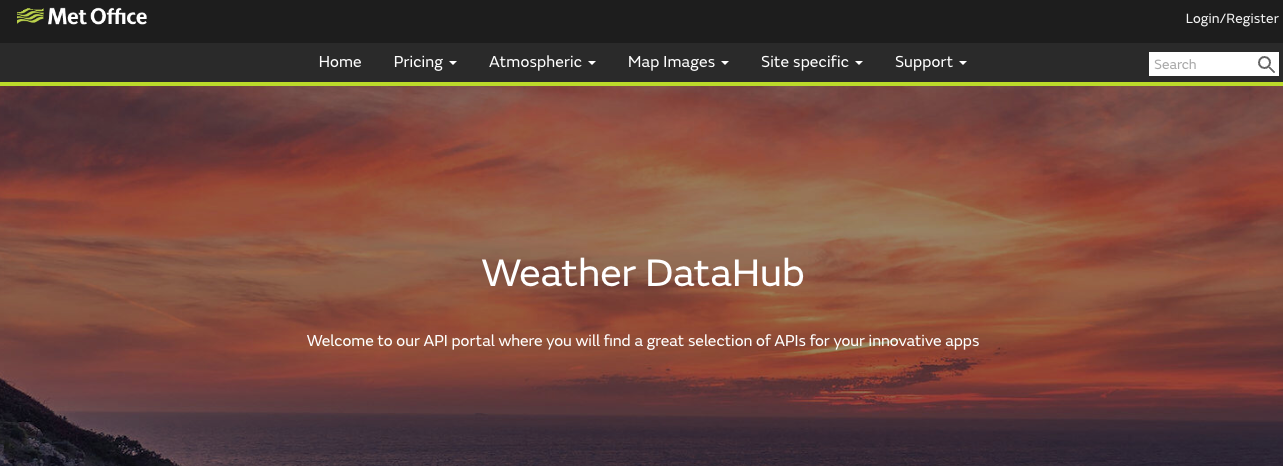 Met Office
Login/Register
Home Pricing Atmospheric Map Images Site specific Support
Search
Weather DataHub
Welcome to our API portal where you will find a great selection of APIs for your innovative apps